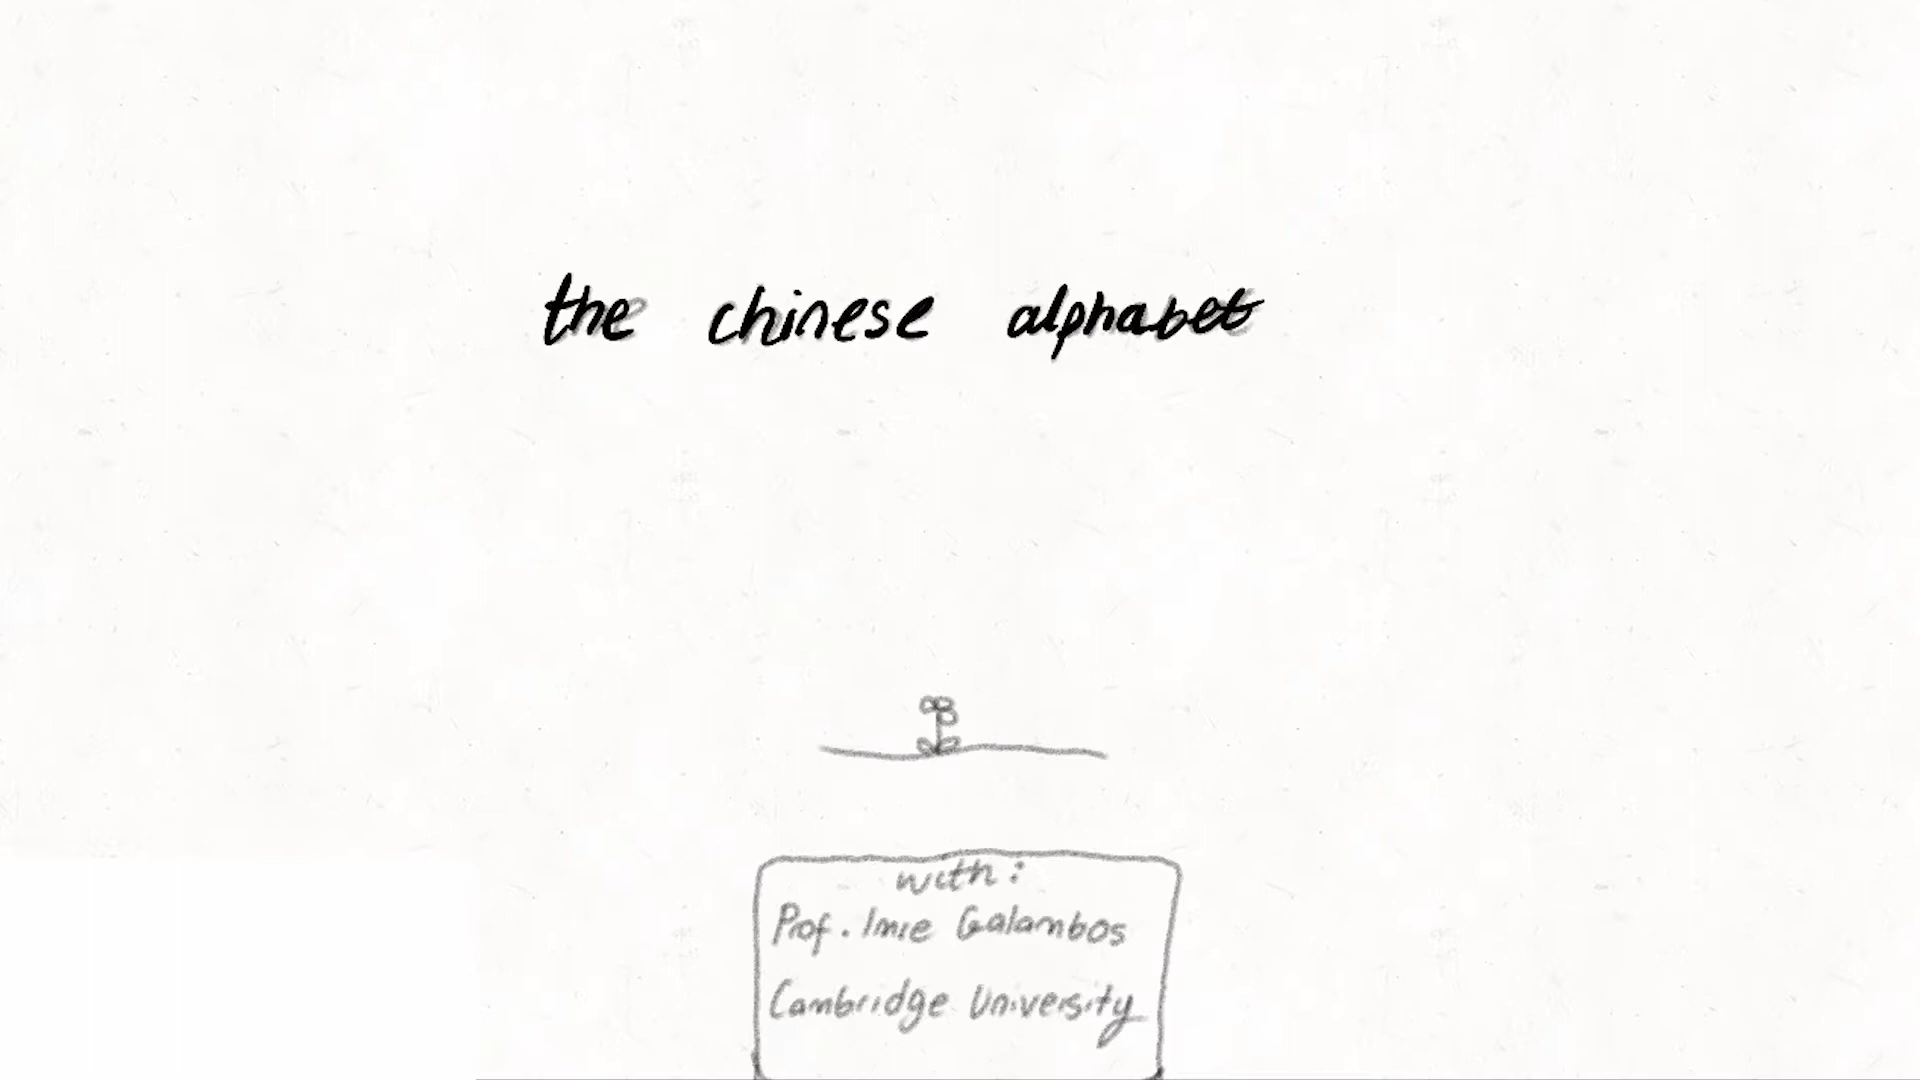 the chinese alphabet
with:
Prof. Imre Galambos
Cambridge University